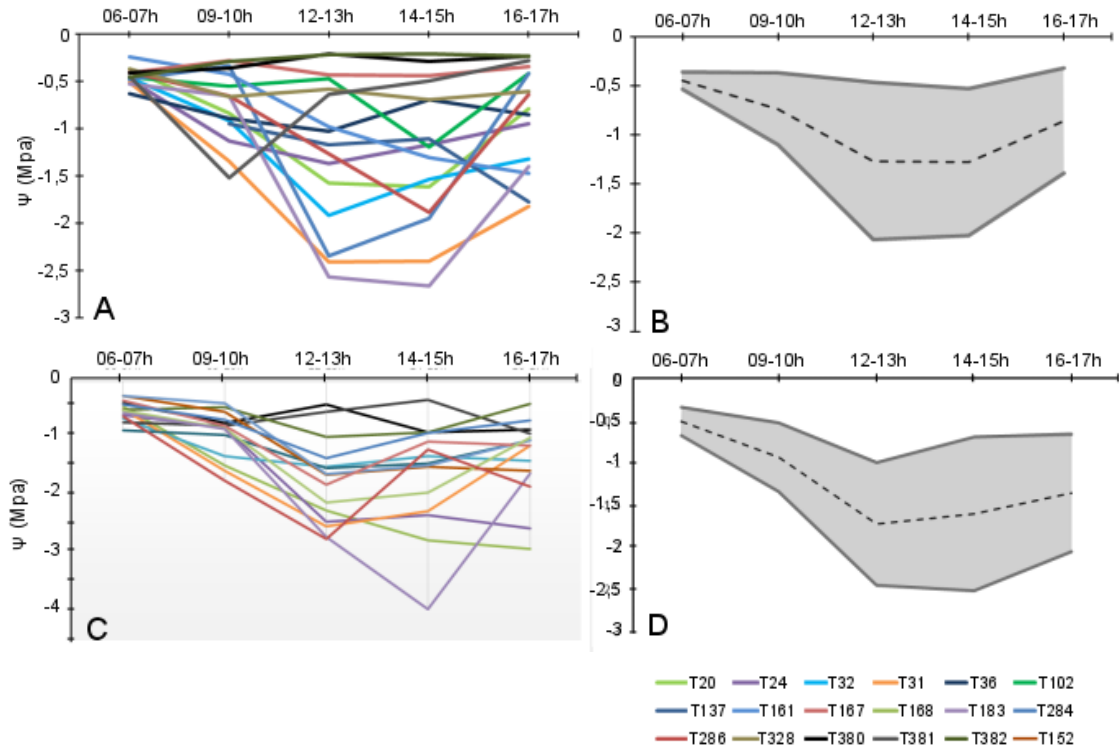 06-07h 09-10h 12-13h 14-15h 16-17h
0
-0,5
-1
-1,5
-2
-2,5
-3
Ψ (Mpa)
A
06-07h 09-10h 12-13h 14-15h 16-17h
0
-0,5
-1
-1,5
-2
-2,5
-3
B
06-07h 09-10h 12-13h 14-15h 16-17h
0
-1
-2
-3
-4
Ψ (Mpa)
C
06-07h 09-10h 12-13h 14-15h 16-17h
0
-0,5
-1
-1,5
-2
-2,5
-3
D
T20 T24 T32 T31 T36 T102
T137 T161 T167 T168 T183 T284
T286 T328 T380 T381 T382 T152